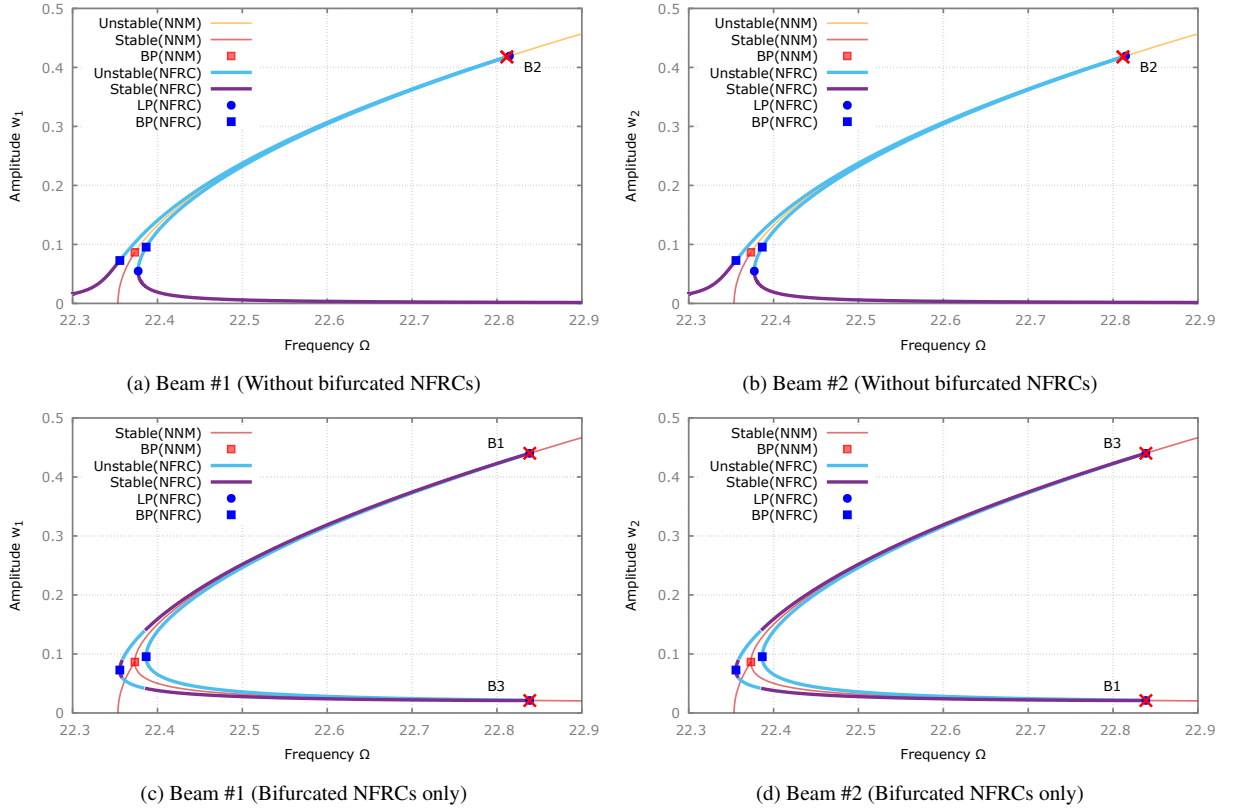 Unstable(NNM)
Stable(NNM)
BP(NNM)
Unstable(NFRC)
Stable(NFRC)
LP(NFRC)
BP(NFRC)
B2
0.5
0.4
0.3
0.2
0.1
0
Amplitude w₁
22.3 22.4 22.5 22.6 22.7 22.8 22.9
Frequency Ω
(a) Beam #1 (Without bifurcated NFRCs)
Unstable(NNM)
Stable(NNM)
BP(NNM)
Unstable(NFRC)
Stable(NFRC)
LP(NFRC)
BP(NFRC)
B2
0.5
0.4
0.3
0.2
0.1
0
Amplitude w₂
22.3 22.4 22.5 22.6 22.7 22.8 22.9
Frequency Ω
(b) Beam #2 (Without bifurcated NFRCs)
Stable(NNM)
BP(NNM)
Unstable(NFRC)
Stable(NFRC)
LP(NFRC)
BP(NFRC)
B1
B3
0.5
0.4
0.3
0.2
0.1
0
Amplitude w₁
22.3 22.4 22.5 22.6 22.7 22.8 22.9
Frequency Ω
(c) Beam #1 (Bifurcated NFRCs only)
Stable(NNM)
BP(NNM)
Unstable(NFRC)
Stable(NFRC)
LP(NFRC)
BP(NFRC)
B3
B1
0.5
0.4
0.3
0.2
0.1
0
Amplitude w₂
22.3 22.4 22.5 22.6 22.7 22.8 22.9
Frequency Ω
(d) Beam #2 (Bifurcated NFRCs only)